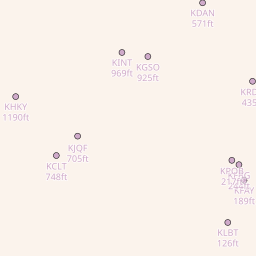 KDAN
571ft
KINT
969ft
KGSO
925ft
KHKY
1190ft
KJQF
705ft
KCLT
748ft
KFAY
189ft
KLBT
126ft